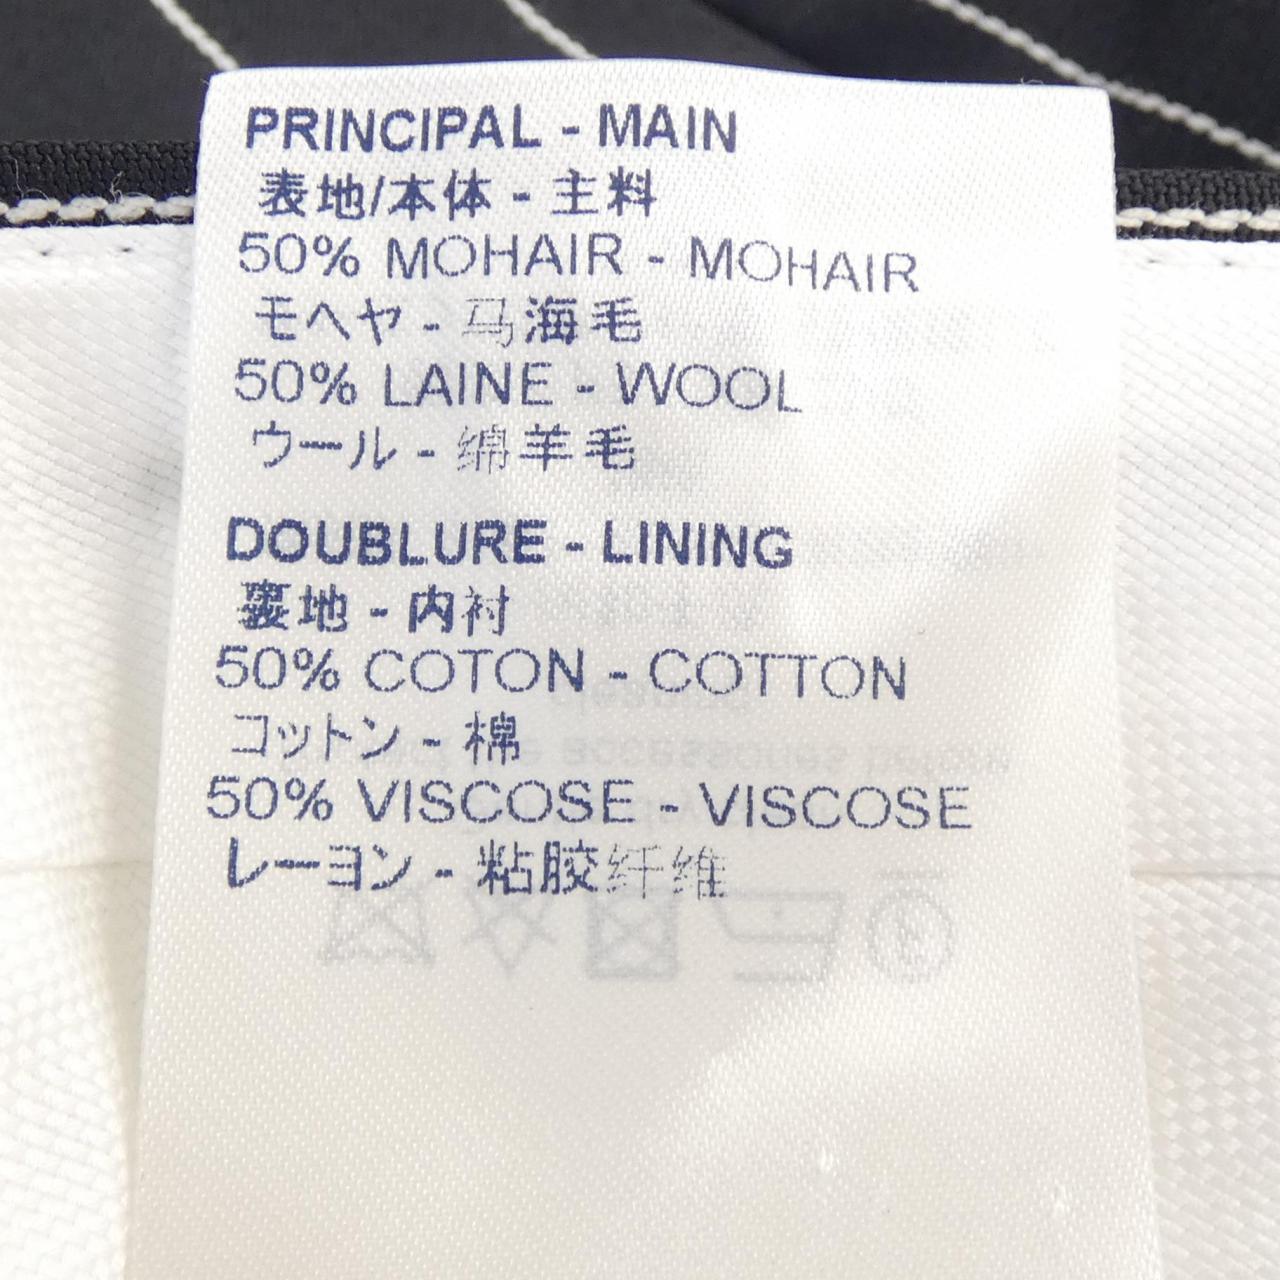 PRINCIPAL - MAIN
表地/本体 - 主料
50% MOHAIR - MOHAIR
モヘヤ - 马海毛
50% LAINE - WOOL
ウール - 绵羊毛
DOUBLURE - LINING
裏地 - 内衬
50% COTON - COTTON
コットン - 棉
50% VISCOSE - VISCOSE
レーヨン - 粘胶纤维